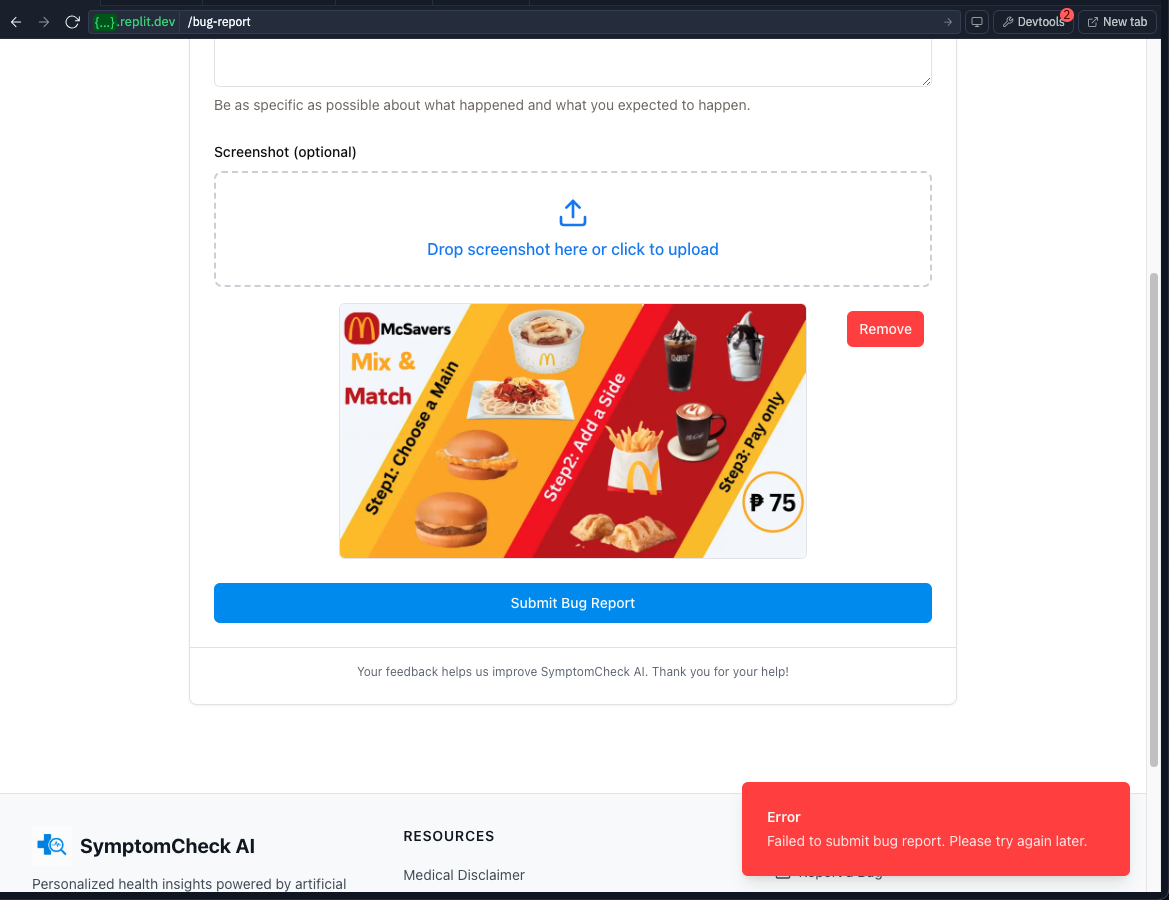 {...}.replit.dev /bug-report
Devtools 2
New tab
Be as specific as possible about what happened and what you expected to happen.
Screenshot (optional)
Drop screenshot here or click to upload
McSavers
Mix &
Match
Step1: Choose a Main
Step2: Add a Side
Step3: Pay only
₱ 75
Remove
Submit Bug Report
Your feedback helps us improve SymptomCheck AI. Thank you for your help!
SymptomCheck AI
Personalized health insights powered by artificial
RESOURCES
Medical Disclaimer
Error
Failed to submit bug report. Please try again later.
Report a Bug